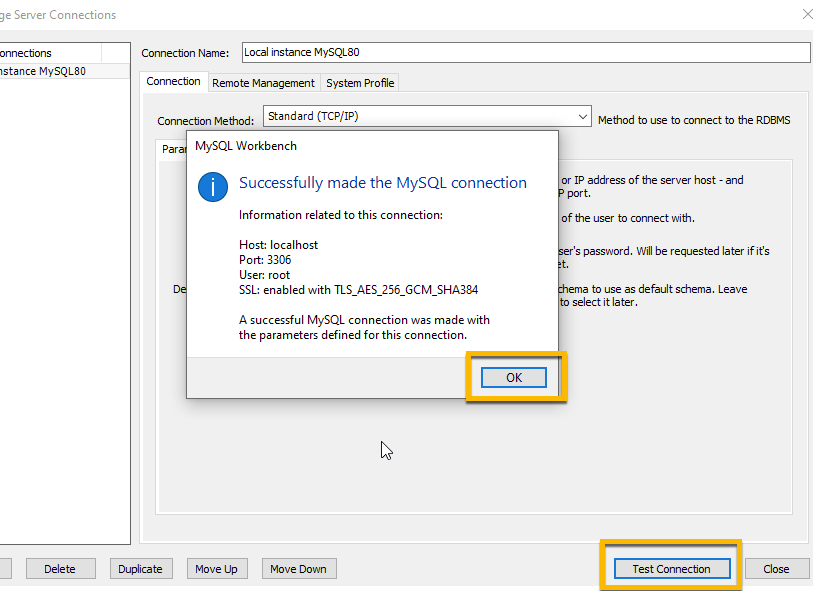 ge Server Connections
onnections
nstance MySQL80
Connection Name: Local instance MySQL80
Connection Remote Management System Profile
Connection Method: Standard (TCP/IP) Method to use to connect to the RDBMS
Parar
MySQL Workbench
Successfully made the MySQL connection
Information related to this connection:
Host: localhost
Port: 3306
User: root
SSL: enabled with TLS_AES_256_GCM_SHA384
A successful MySQL connection was made with
the parameters defined for this connection.
OK
or IP address of the server host - and
P port.
of the user to connect with.
ser's password. Will be requested later if it's
et.
De
chema to use as default schema. Leave
to select it later.
Delete Duplicate Move Up Move Down Test Connection Close